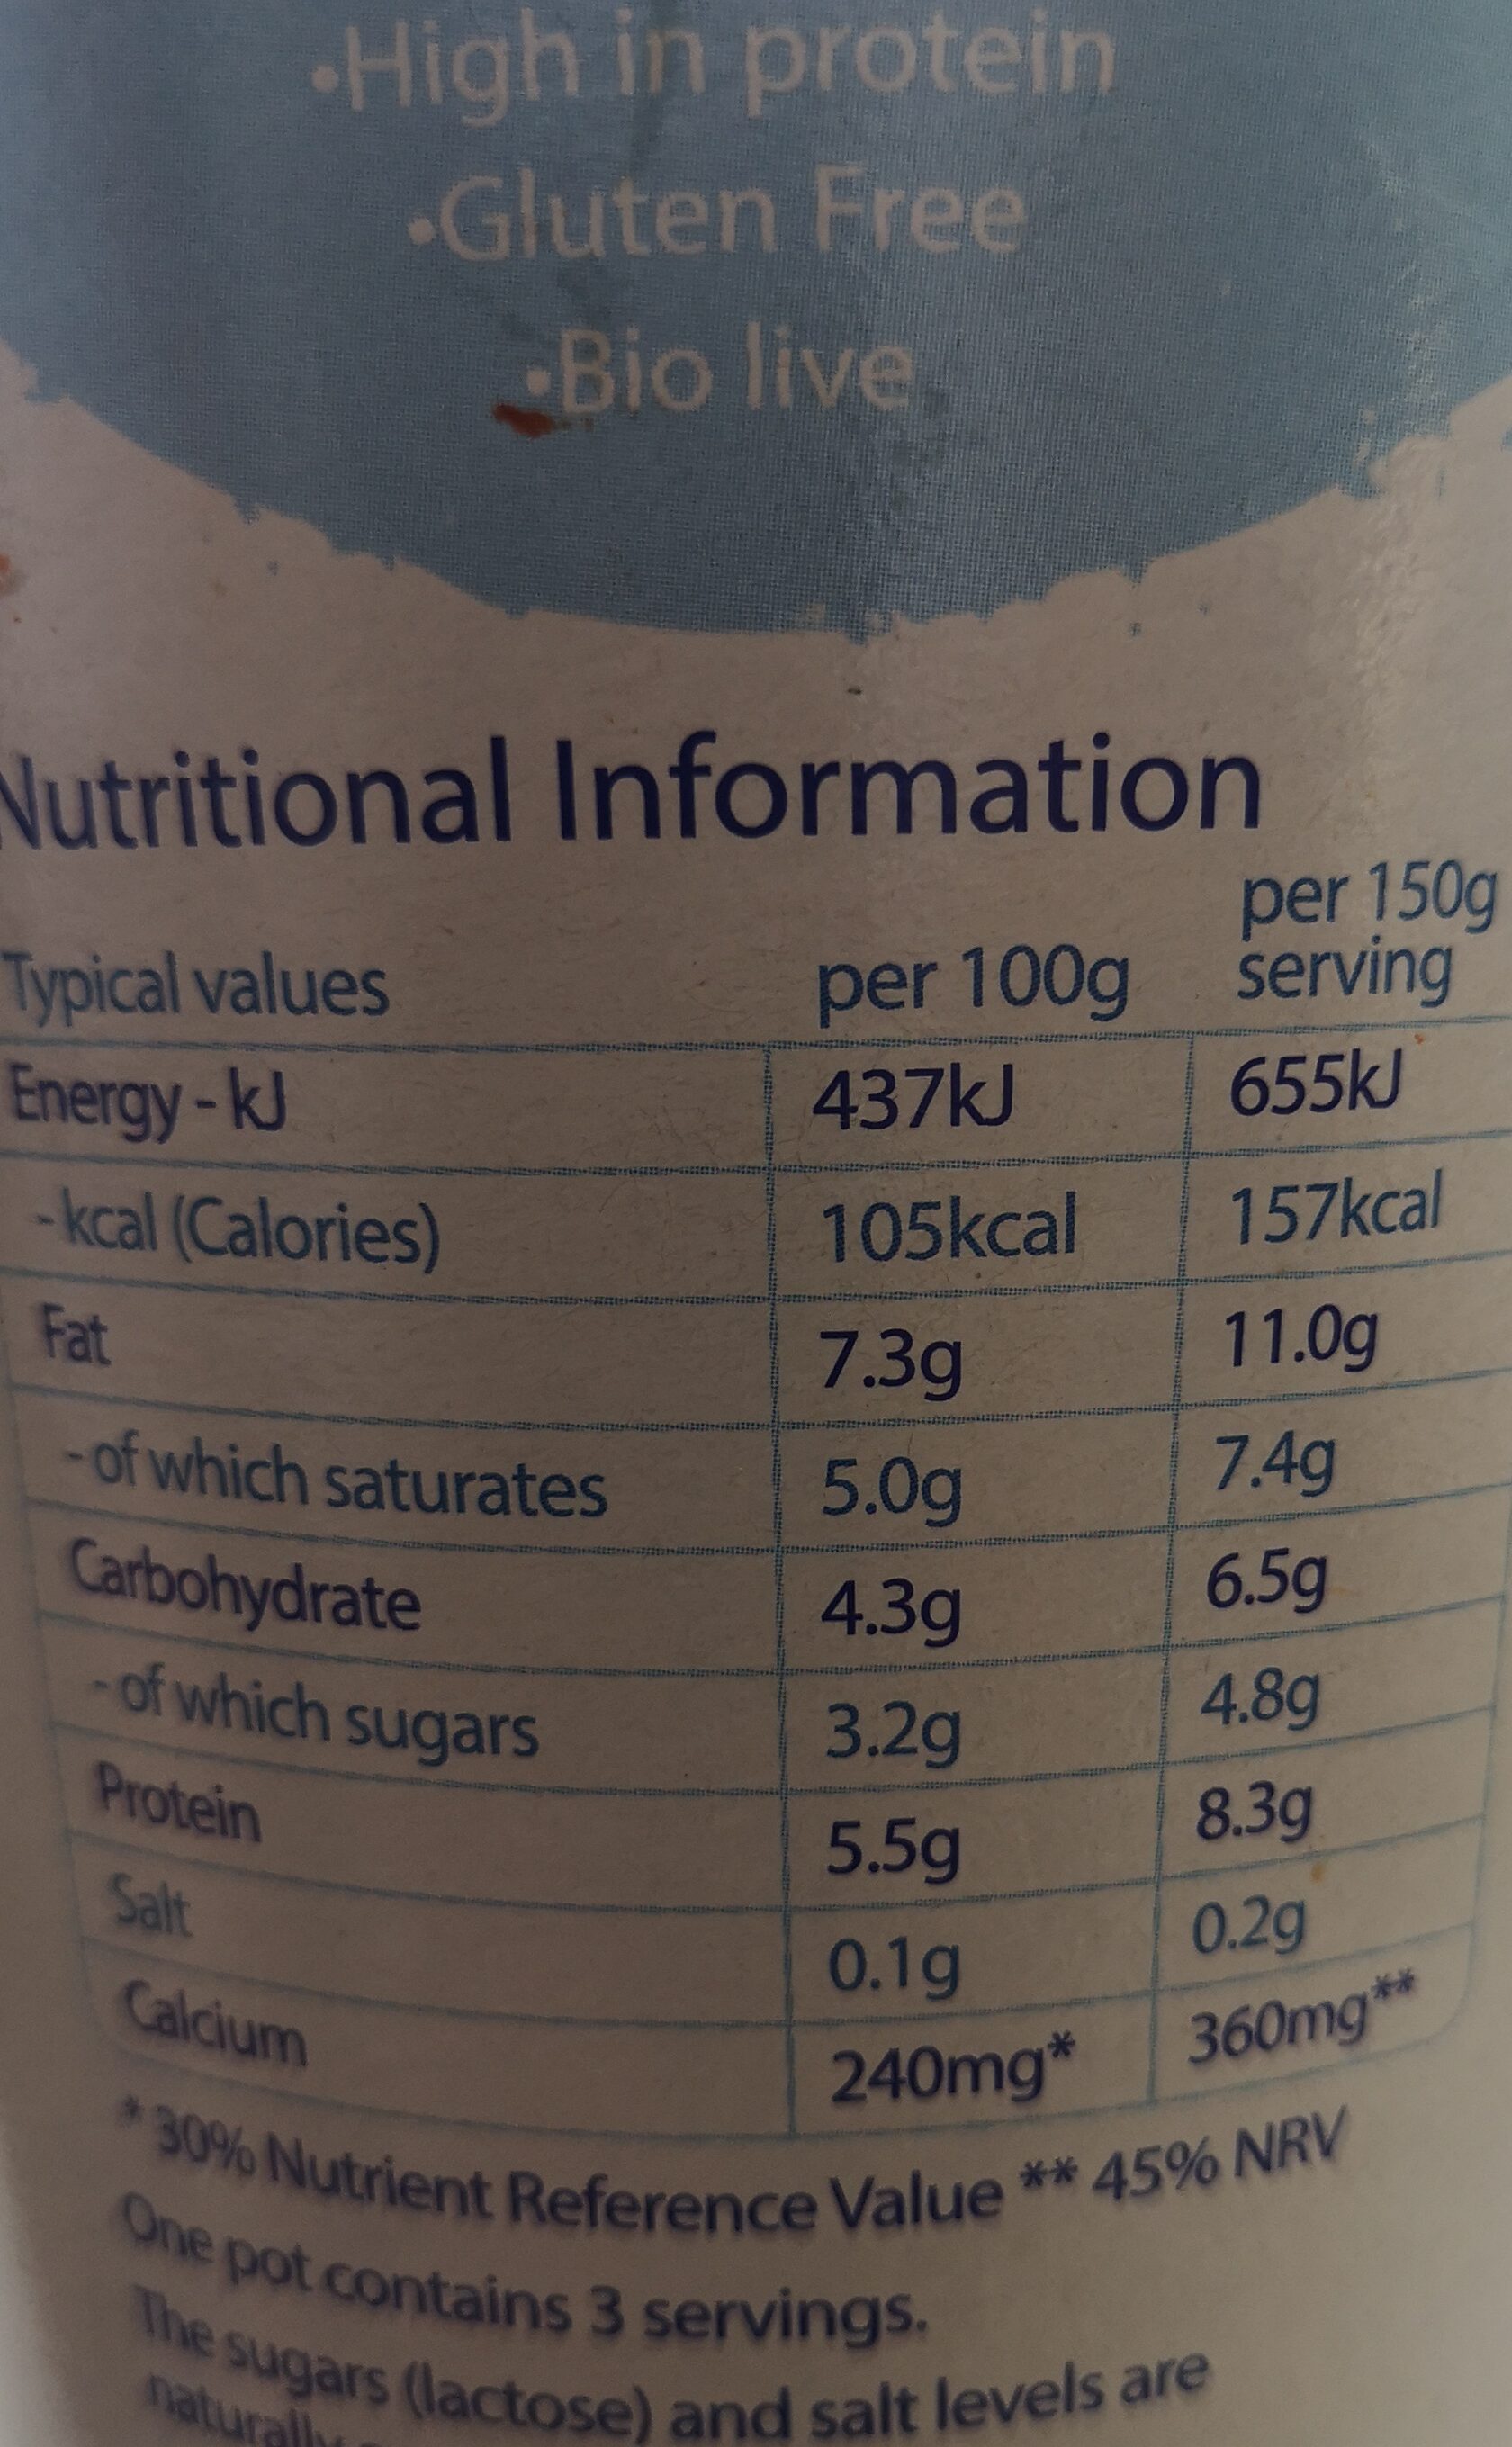 •High in protein
•Gluten Free
•Bio live
Nutritional Information
Typical values per 100g per 150g serving
Energy - kJ 437kJ 655kJ
- kcal (Calories) 105kcal 157kcal
Fat 7.3g 11.0g
- of which saturates 5.0g 7.4g
Carbohydrate 4.3g 6.5g
- of which sugars 3.2g 4.8g
Protein 5.5g 8.3g
Salt 0.1g 0.2g
Calcium 240mg* 360mg**
* 30% Nutrient Reference Value ** 45% NRV
One pot contains 3 servings.
The sugars (lactose) and salt levels are
naturally